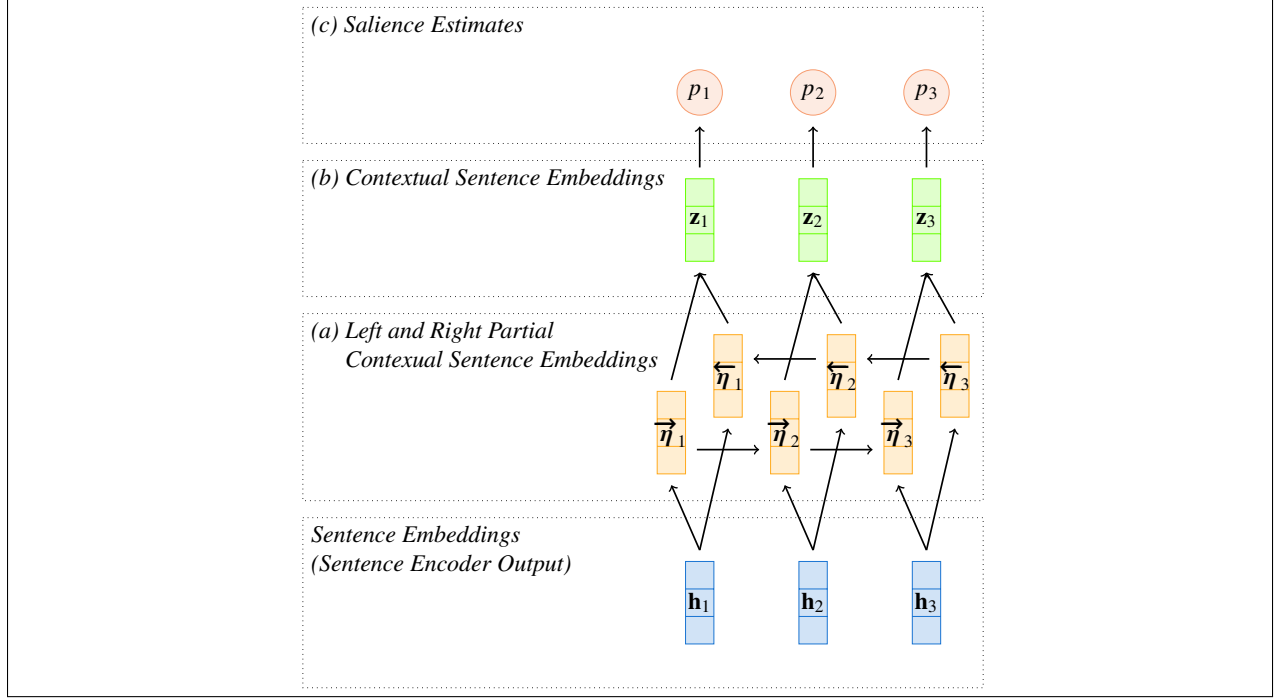 (c) Salience Estimates
p₁ p₂ p₃
(b) Contextual Sentence Embeddings
z₁ z₂ z₃
(a) Left and Right Partial
Contexual Sentence Embeddings
←η₁ ←η₂ ←η₃
→η₁ →η₂ →η₃
Sentence Embeddings
(Sentence Encoder Output)
h₁ h₂ h₃